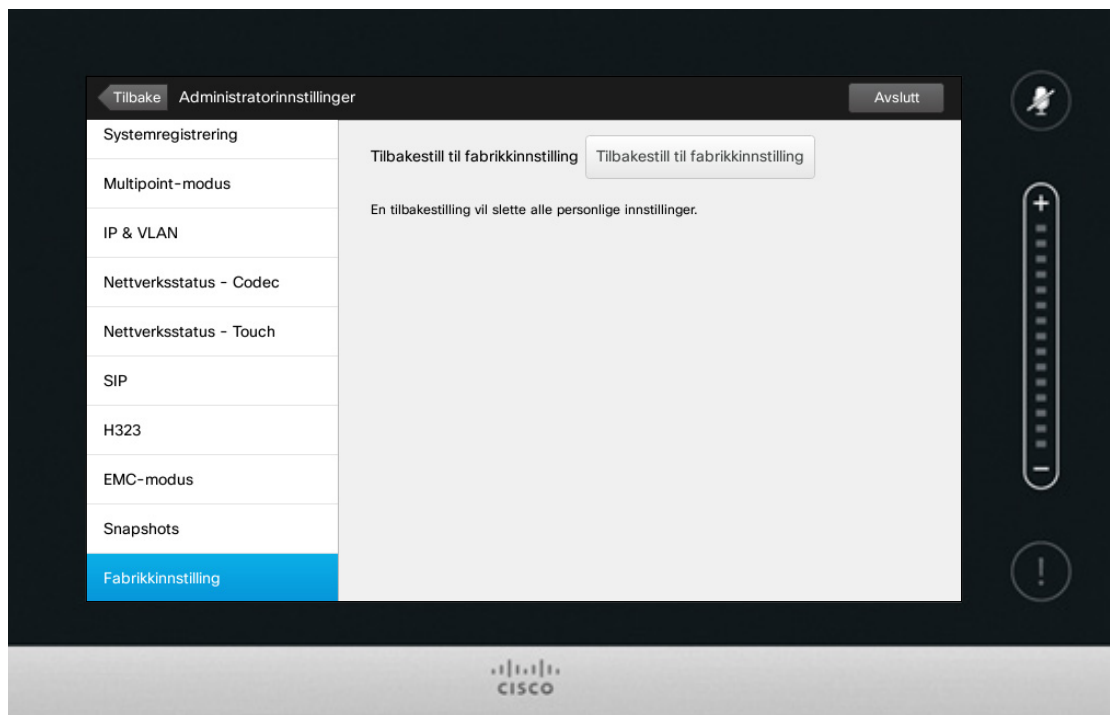 Tilbake Administratorinnstillinger Avslutt
Systemregistrering
Multipoint-modus
IP & VLAN
Nettverksstatus - Codec
Nettverksstatus - Touch
SIP
H323
EMC-modus
Snapshots
Fabrikkinnstilling
Tilbakestill til fabrikkinnstilling Tilbakestill til fabrikkinnstilling
En tilbakestilling vil slette alle personlige innstillinger.
+
−
!
CISCO